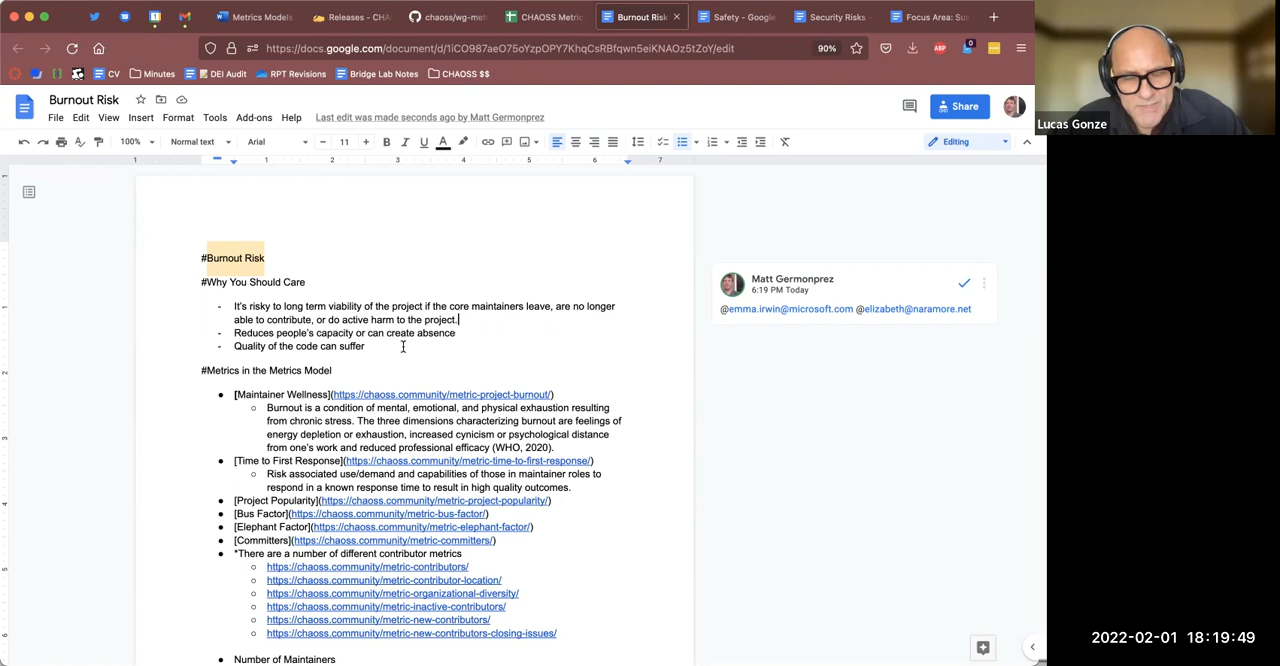 Metrics Models
Releases - CHA
chaoss/wg-met
CHAOSS Metric
Burnout Risk
Safety - Google
Security Risks -
Focus Area: Sus
https://docs.google.com/document/d/1iCO987aeO75oYzpOPY7KhqCsRBfqwn5eiKNAOz5tZoY/edit
90%
ABP
0
CV
Minutes
DEI Audit
RPT Revisions
Bridge Lab Notes
CHAOSS $$
Burnout Risk
Share
File Edit View Insert Format Tools Add-ons Help Last edit was made seconds ago by Matt Germonprez
100% Normal text Arial 11 B I U A Editing
1 1 2 3 4 5 6 7
#Burnout Risk
#Why You Should Care
- It's risky to long term viability of the project if the core maintainers leave, are no longer
able to contribute, or do active harm to the project.
- Reduces people's capacity or can create absence
- Quality of the code can suffer
#Metrics in the Metrics Model
● [Maintainer Wellness](https://chaoss.community/metric-project-burnout/)
○ Burnout is a condition of mental, emotional, and physical exhaustion resulting
from chronic stress. The three dimensions characterizing burnout are feelings of
energy depletion or exhaustion, increased cynicism or psychological distance
from one's work and reduced professional efficacy (WHO, 2020).
● [Time to First Response](https://chaoss.community/metric-time-to-first-response/)
○ Risk associated use/demand and capabilities of those in maintainer roles to
respond in a known response time to result in high quality outcomes.
● [Project Popularity](https://chaoss.community/metric-project-popularity/)
● [Bus Factor](https://chaoss.community/metric-bus-factor/)
● [Elephant Factor](https://chaoss.community/metric-elephant-factor/)
● [Committers](https://chaoss.community/metric-committers/)
● *There are a number of different contributor metrics
○ https://chaoss.community/metric-contributors/
○ https://chaoss.community/metric-contributor-location/
○ https://chaoss.community/metric-organizational-diversity/
○ https://chaoss.community/metric-inactive-contributors/
○ https://chaoss.community/metric-new-contributors/
○ https://chaoss.community/metric-new-contributors-closing-issues/
● Number of Maintainers
Matt Germonprez
6:19 PM Today
@emma.irwin@microsoft.com @elizabeth@naramore.net
Lucas Gonze
2022-02-01 18:19:49